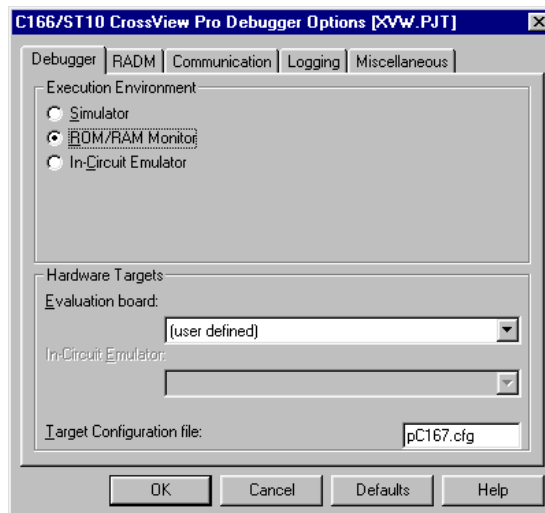 C166/ST10 CrossView Pro Debugger Options [XVW.PJT]
Debugger RADM Communication Logging Miscellaneous
Execution Environment
Simulator
ROM/RAM Monitor
In-Circuit Emulator
Hardware Targets
Evaluation board:
(user defined)
In-Circuit Emulator:
Target Configuration file: pC167.cfg
OK Cancel Defaults Help